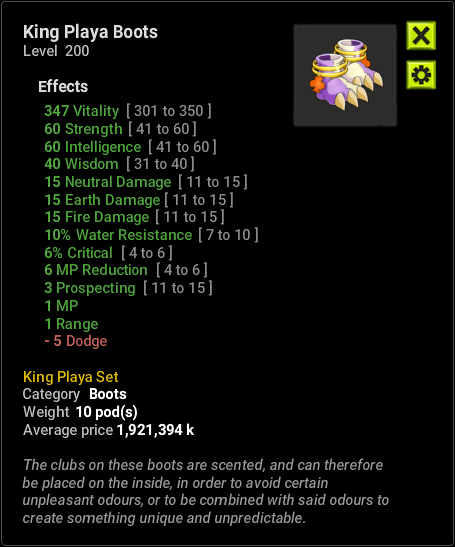 King Playa Boots
Level 200
Effects
347 Vitality [ 301 to 350 ]
60 Strength [ 41 to 60 ]
60 Intelligence [ 41 to 60 ]
40 Wisdom [ 31 to 40 ]
15 Neutral Damage [ 11 to 15 ]
15 Earth Damage [ 11 to 15 ]
15 Fire Damage [ 11 to 15 ]
10% Water Resistance [ 7 to 10 ]
6% Critical [ 4 to 6 ]
6 MP Reduction [ 4 to 6 ]
3 Prospecting [ 11 to 15 ]
1 MP
1 Range
- 5 Dodge
King Playa Set
Category Boots
Weight 10 pod(s)
Average price 1,921,394 k
The clubs on these boots are scented, and can therefore
be placed on the inside, in order to avoid certain
unpleasant odours, or to be combined with said odours to
create something unique and unpredictable.